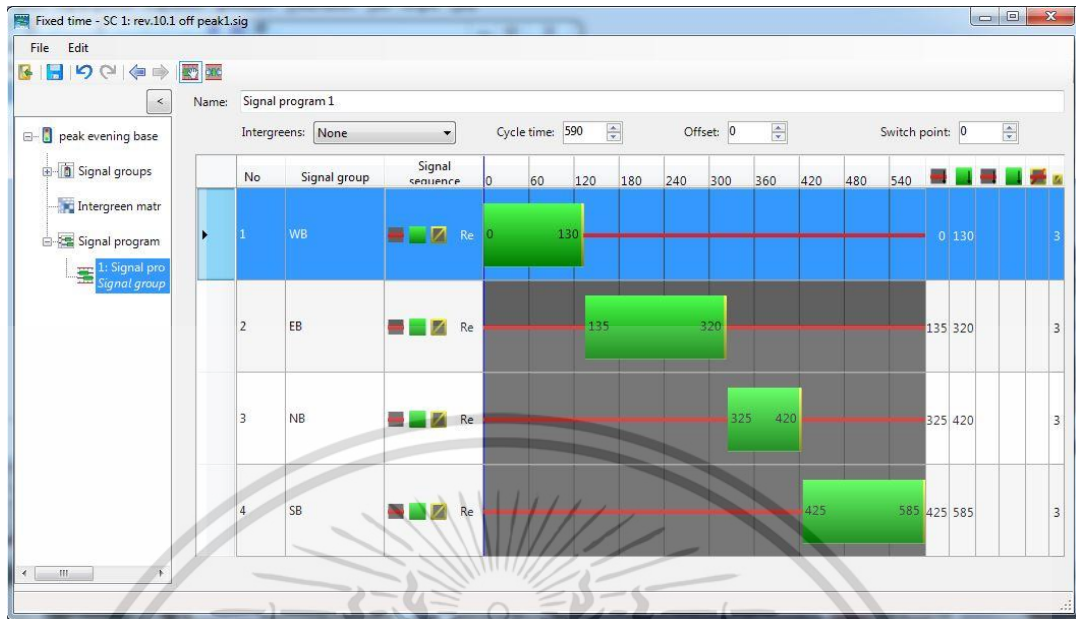 Fixed time - SC 1: rev.10.1 off peak1.sig
File Edit
< Name: Signal program 1
peak evening base Intergreens: None Cycle time: 590 Offset: 0 Switch point: 0
Signal groups
Intergreen matr
Signal program
1: Signal pro
Signal group
No Signal group Signal sequence 0 60 120 180 240 300 360 420 480 540
1 WB Re 0 130 0 130 3
2 EB Re 135 320 135 320 3
3 NB Re 325 420 325 420 3
4 SB Re 425 585 425 585 3